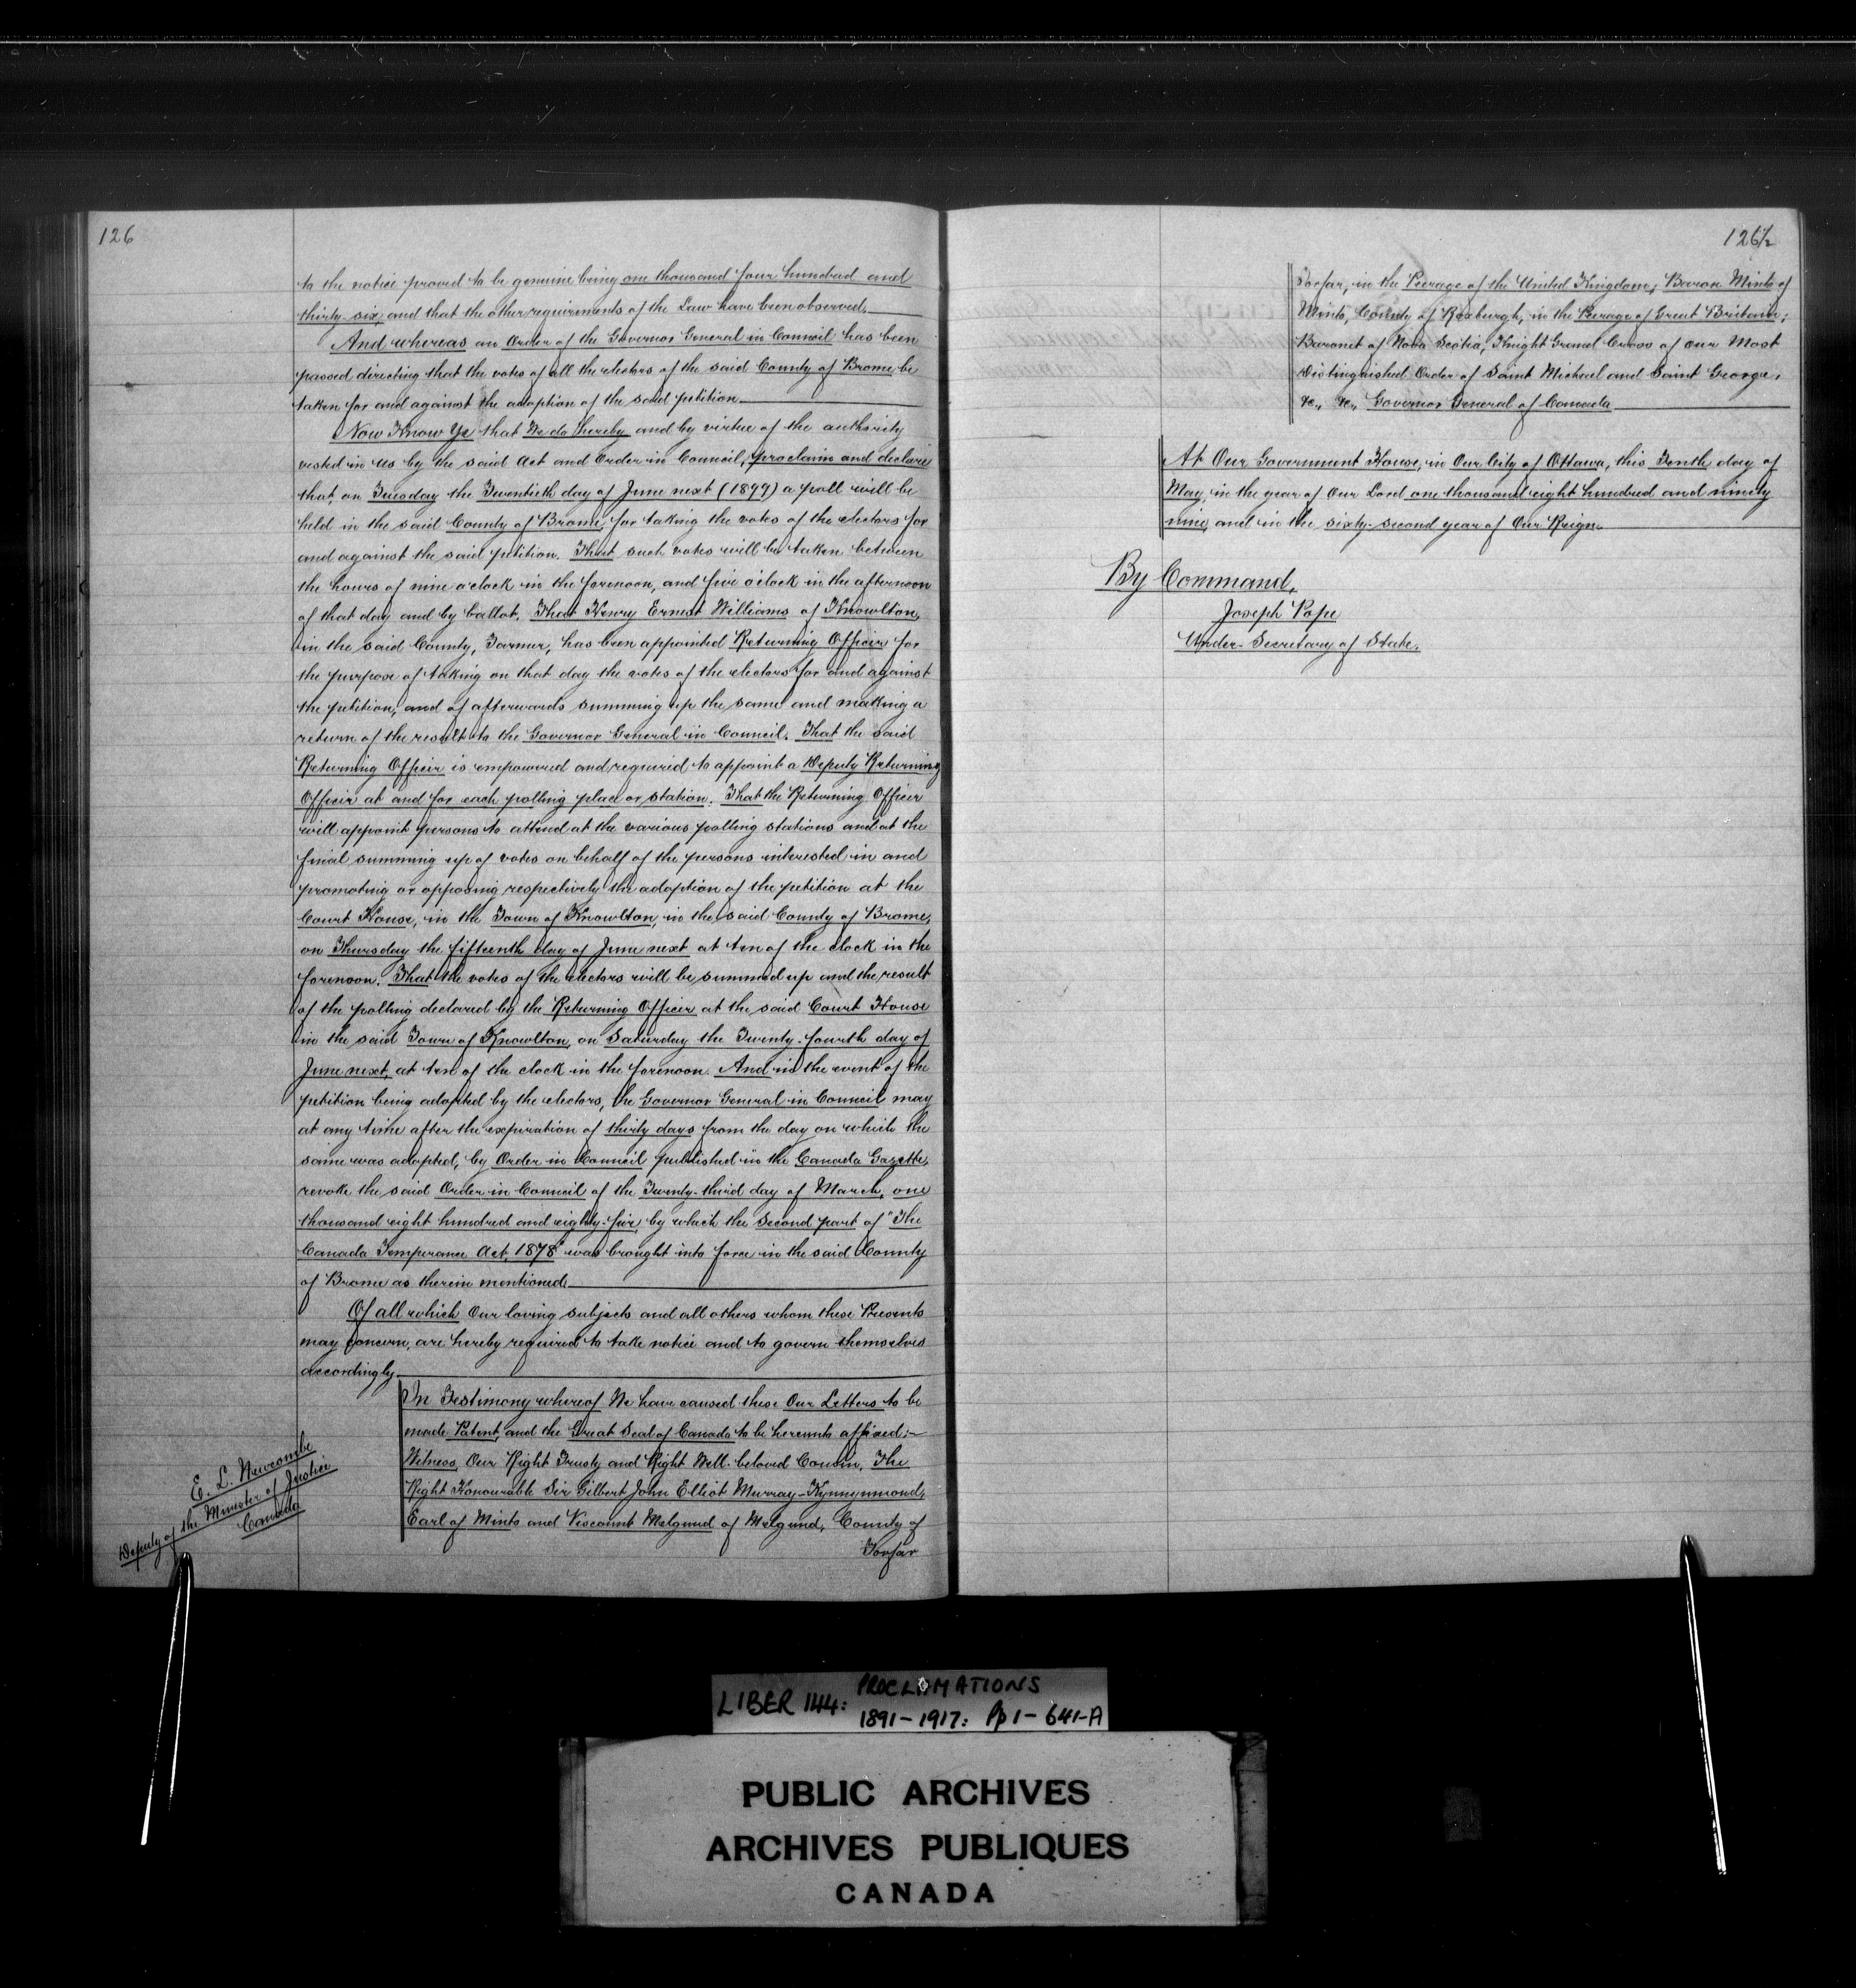 126
to the notice proved to be genuine being one thousand four hundred and
thirty-six, and that the other requirements of the Law have been observed.
And whereas an Order of the Governor General in Council has been
passed directing that the votes of all the electors of the said County of Brome, be
taken for and against the adoption of the said petition
Now Know Ye that We do hereby and by virtue of the authority
vested in us by the said Act and Order in Council, proclaim and declare
that, on Tuesday the Twentieth day of June next (1899) a poll will be
held in the said County of Brome, for taking the votes of the electors for
and against the said petition. That such votes will be taken between
the hours of nine o'clock in the forenoon, and five o'clock in the afternoon
of that day and by ballot. That Henry Ernest Williams of Knowlton,
in the said County, Farmer, has been appointed Returning Officer for
the purpose of taking on that day the votes of the electors for and against
the petition, and of afterwards summing up the same and making a
return of the result to the Governor General in Council. That the said
Returning Officer is empowered and required to appoint a Deputy Returning
Officer at and for each polling place or station. That the Returning Officer
will appoint persons to attend at the various polling stations and at the
final summing up of votes on behalf of the persons interested in and
promoting or opposing respectively the adoption of the petition at the
Court House, in the Town of Knowlton, in the said County of Brome,
on Thursday the fifteenth day of June next at ten of the clock in the
forenoon. That the votes of the electors will be summed up and the result
of the polling declared by the Returning Officer at the said Court House
in the said Town of Knowlton, on Saturday the Twenty-fourth day of
June next, at ten of the clock in the forenoon. And in the event of the
petition being adopted by the electors, the Governor General in Council may
at any time after the expiration of thirty days from the day on which the
same was adopted, by Order in Council published in the Canada Gazette,
revoke the said Order in Council of the Twenty-third day of March, one
thousand eight hundred and eighty-five, by which the Second part of "The
Canada Temperance Act, 1878" was brought into force in the said County
of Brome as therein mentioned
Of all which Our loving subjects and all others whom these Presents
may concern, are hereby required to take notice and to govern themselves
accordingly.
In Testimony whereof We have caused these Our Letters to be
made Patent, and the Great Seal of Canada to be hereunto affixed:-
Witness, Our Right Trusty and Right Well-beloved Cousin, The
Right Honourable Sir Gilbert John Elliot Murray-Kynynmond,
Earl of Minto and Viscount Melgund of Melgund, County of
Forfar
E. L. Newcombe
Deputy of the Minister of Justice
Canada
126½
Forfar, in the Peerage of the United Kingdom; Baron Minto of
Minto, County of Roxburgh, in the Peerage of Great Britain;
Baronet of Nova Scotia, Knight Grand Cross of our Most
Distinguished Order of Saint Michael and Saint George,
&c., &c., Governor General of Canada
At Our Government House, in Our City of Ottawa, this Tenth day of
May, in the year of Our Lord one thousand eight hundred and ninety
nine, and in the sixty-second year of Our Reign.
By Command,
Joseph Pope
Under-Secretary of State.
LIBER 144: PROCLAMATIONS
1891-1917: Pp 1-641-A
PUBLIC ARCHIVES
ARCHIVES PUBLIQUES
CANADA